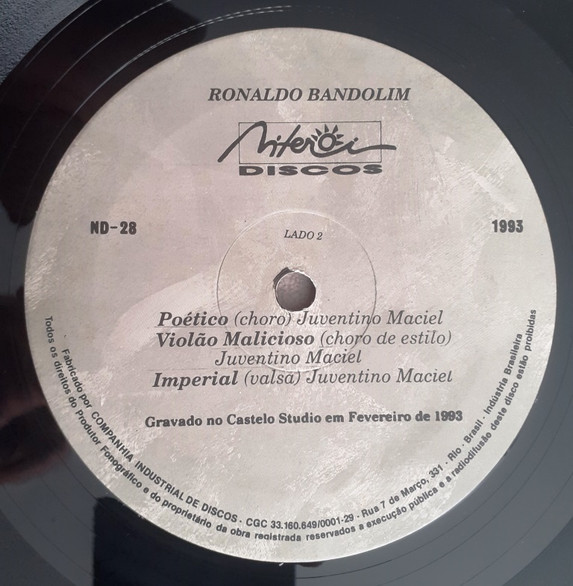 RONALDO BANDOLIM
Niterói
DISCOS
ND-28
1993
LADO 2
Poético (choro) Juventino Maciel
Violão Malicioso (choro de estilo)
Juventino Maciel
Imperial (valsa) Juventino Maciel
Gravado no Castelo Studio em Fevereiro de 1993
Fabricado por COMPANHIA INDUSTRIAL DE DISCOS - CGC 33.160.649/0001-29 - Rua 7 de Março, 331 - Rio - Brasil - Indústria Brasileira
Todos os direitos do Produtor Fonográfico e do proprietário da obra registrada reservados a execução pública e a radiodifusão deste disco estão proibidas